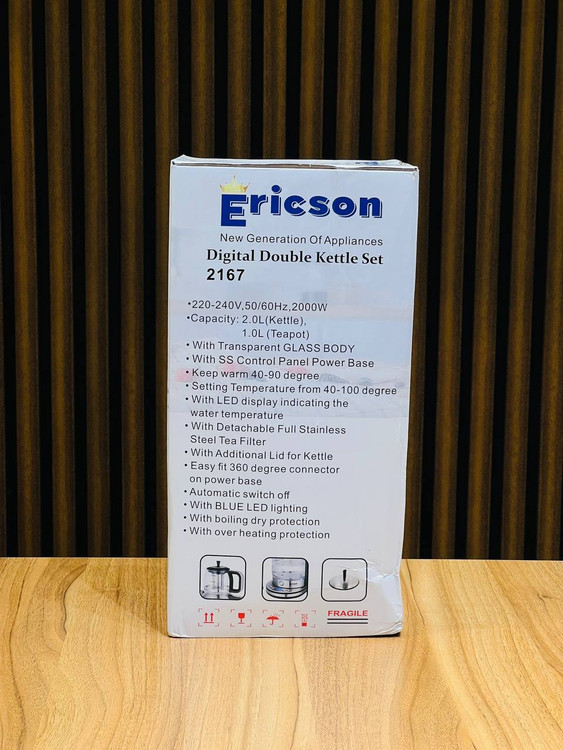 Ericson
New Generation Of Appliances
Digital Double Kettle Set
2167
•220-240V,50/60Hz,2000W
•Capacity: 2.0L(Kettle),
1.0L (Teapot)
• With Transparent GLASS BODY
• With SS Control Panel Power Base
• Keep warm 40-90 degree
• Setting Temperature from 40-100 degree
• With LED display indicating the
water temperature
• With Detachable Full Stainless
Steel Tea Filter
• With Additional Lid for Kettle
• Easy fit 360 degree connector
on power base
• Automatic switch off
• With BLUE LED lighting
• With boiling dry protection
• With over heating protection
FRAGILE